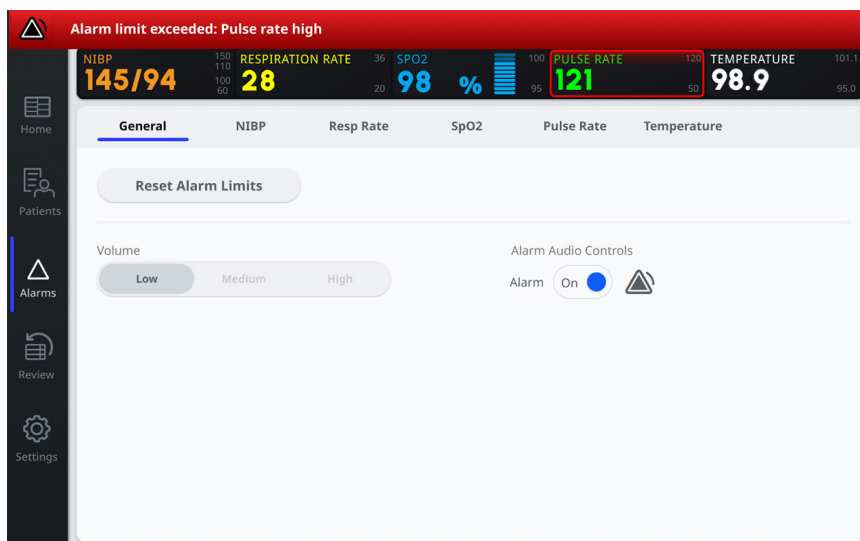 Alarm limit exceeded: Pulse rate high
NIBP
145/94
150
110
100
60
RESPIRATION RATE
28
36
20
SPO2
98 %
100
95
PULSE RATE
121
120
50
TEMPERATURE
98.9
101.1
95.0
Home
Patients
Alarms
Review
Settings
General NIBP Resp Rate SpO2 Pulse Rate Temperature
Reset Alarm Limits
Volume
Low Medium High
Alarm Audio Controls
Alarm On